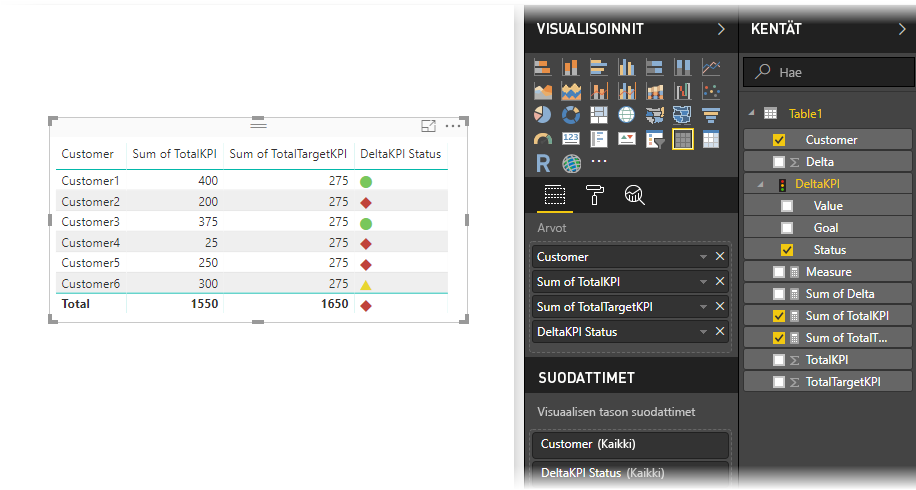 VISUALISOINNIT
KENTÄT
Hae
Customer Sum of TotalKPI Sum of TotalTargetKPI DeltaKPI Status
Customer1 400 275
Customer2 200 275
Customer3 375 275
Customer4 25 275
Customer5 250 275
Customer6 300 275
Total 1550 1650
123
R
Arvot
Customer
Sum of TotalKPI
Sum of TotalTargetKPI
DeltaKPI Status
SUODATTIMET
Visuaalisen tason suodattimet
Customer (Kaikki)
DeltaKPI Status (Kaikki)
Table1
Customer
Delta
DeltaKPI
Value
Goal
Status
Measure
Sum of Delta
Sum of TotalKPI
Sum of TotalT...
TotalKPI
TotalTargetKPI